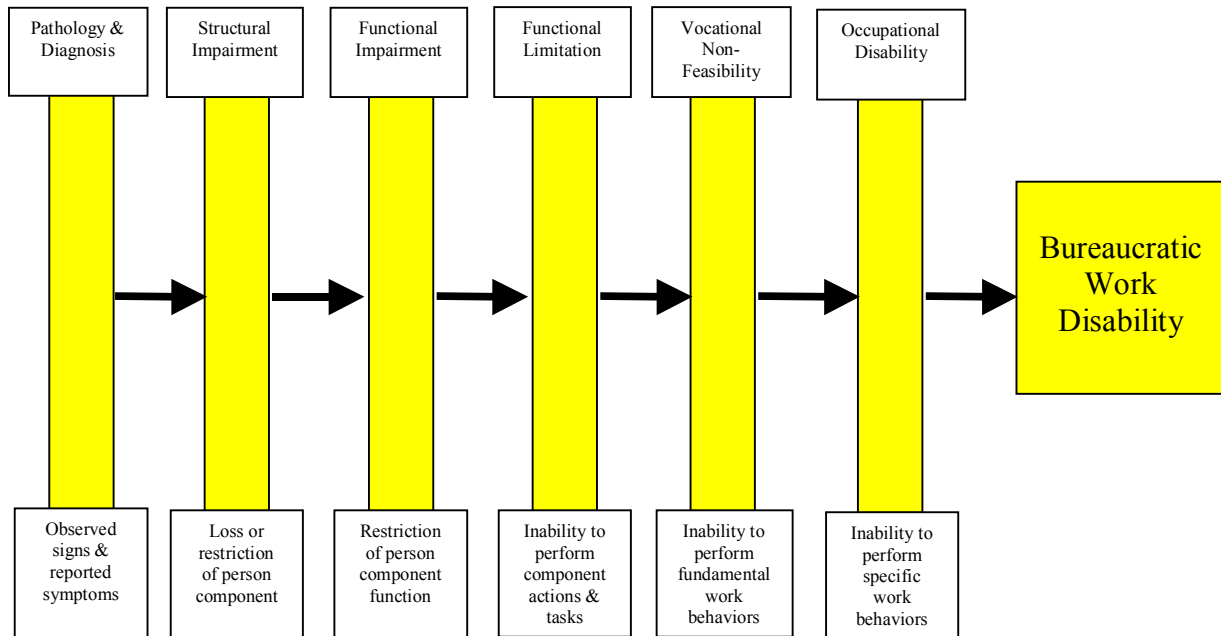 Pathology &
Diagnosis
Structural
Impairment
Functional
Impairment
Functional
Limitation
Vocational
Non-
Feasibility
Occupational
Disability
Bureaucratic
Work
Disability
Observed
signs &
reported
symptoms
Loss or
restriction
of person
component
Restriction
of person
component
function
Inability to
perform
component
actions &
tasks
Inability to
perform
fundamental
work
behaviors
Inability to
perform
specific
work
behaviors